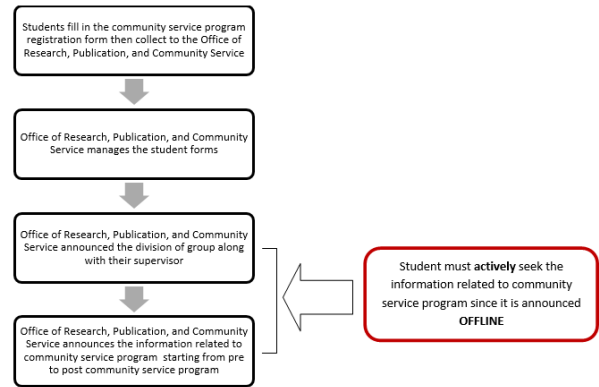 Students fill in the community service program
registration form then collect to the Office of
Research, Publication, and Community Service
Office of Research, Publication, and Community
Service manages the student forms
Office of Research, Publication, and Community
Service announced the division of group along
with their supervisor
Office of Research, Publication, and Community
Service announces the information related to
community service program starting from pre
to post community service program
Student must actively seek the
information related to community
service program since it is announced
OFFLINE